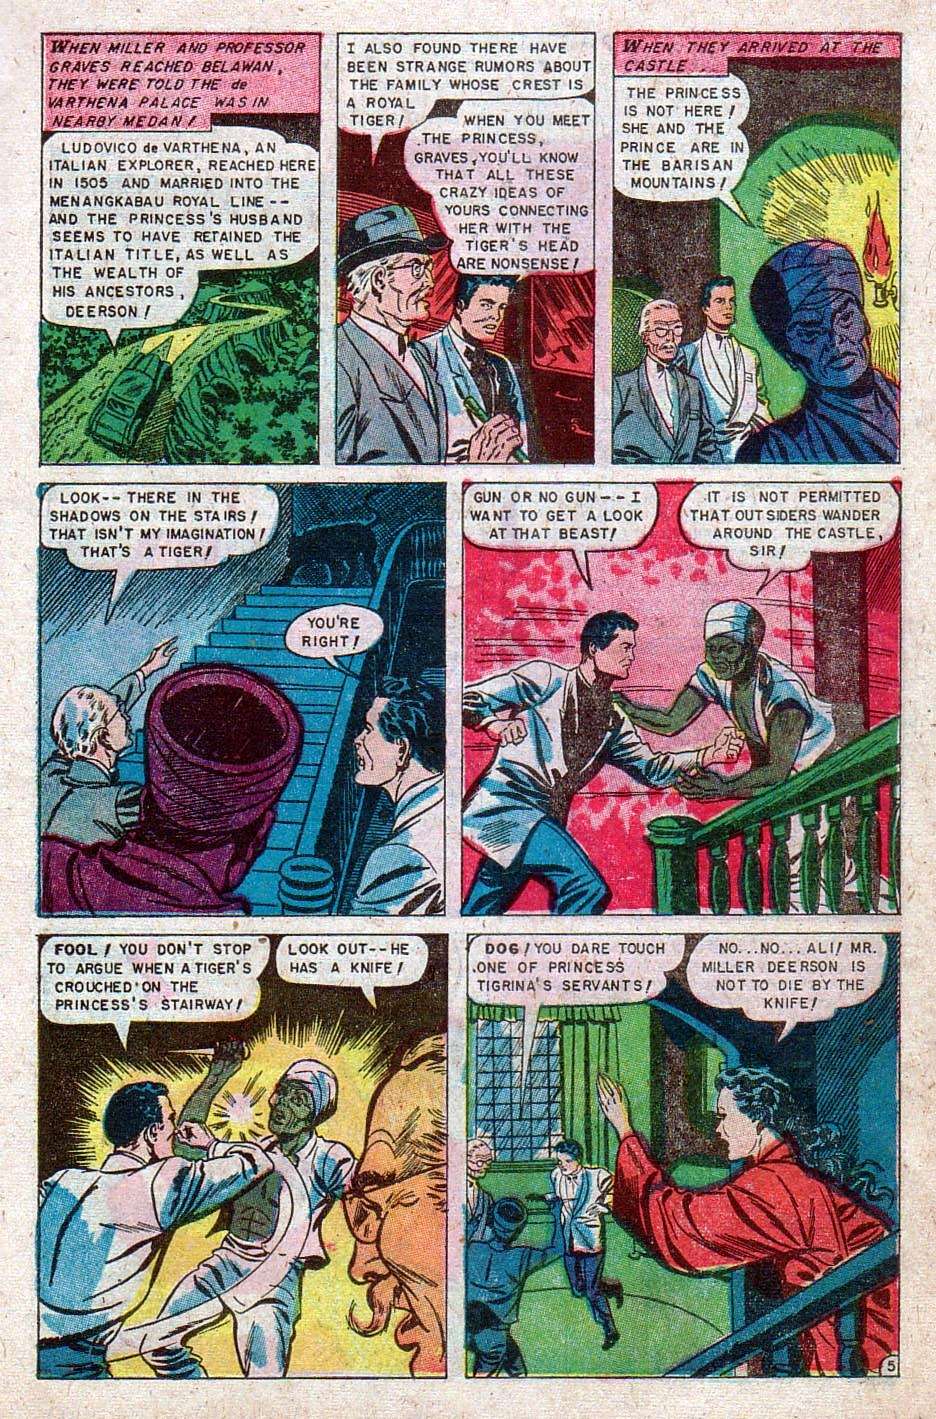 WHEN MILLER AND PROFESSOR
GRAVES REACHED BELAWAN,
THEY WERE TOLD THE de
VARTHENA PALACE WAS IN
NEARBY MEDAN!
LUDOVICO de VARTHENA, AN
ITALIAN EXPLORER, REACHED HERE
IN 1505 AND MARRIED INTO THE
MENANGKABAU ROYAL LINE--
AND THE PRINCESS'S HUSBAND
SEEMS TO HAVE RETAINED THE
ITALIAN TITLE, AS WELL AS
THE WEALTH OF
HIS ANCESTORS,
DEERSON!
I ALSO FOUND THERE HAVE
BEEN STRANGE RUMORS ABOUT
THE FAMILY WHOSE CREST IS
A ROYAL
TIGER!
WHEN YOU MEET
THE PRINCESS,
GRAVES, YOU'LL KNOW
THAT ALL THESE
CRAZY IDEAS OF
YOURS CONNECTING
HER WITH THE
TIGER'S HEAD
ARE NONSENSE!
WHEN THEY ARRIVED AT THE
CASTLE...
THE PRINCESS
IS NOT HERE!
SHE AND THE
PRINCE ARE IN
THE BARISAN
MOUNTAINS!
LOOK-- THERE IN THE
SHADOWS ON THE STAIRS!
THAT ISN'T MY IMAGINATION!
THAT'S A TIGER!
YOU'RE
RIGHT!
GUN OR NO GUN--- I
WANT TO GET A LOOK
AT THAT BEAST!
IT IS NOT PERMITTED
THAT OUTSIDERS WANDER
AROUND THE CASTLE,
SIR!
FOOL! YOU DON'T STOP
TO ARGUE WHEN A TIGER'S
CROUCHED ON THE
PRINCESS'S STAIRWAY!
LOOK OUT--HE
HAS A KNIFE!
DOG! YOU DARE TOUCH
ONE OF PRINCESS
TIGRINA'S SERVANTS!
NO... NO... ALI! MR.
MILLER DEERSON IS
NOT TO DIE BY THE
KNIFE!
5